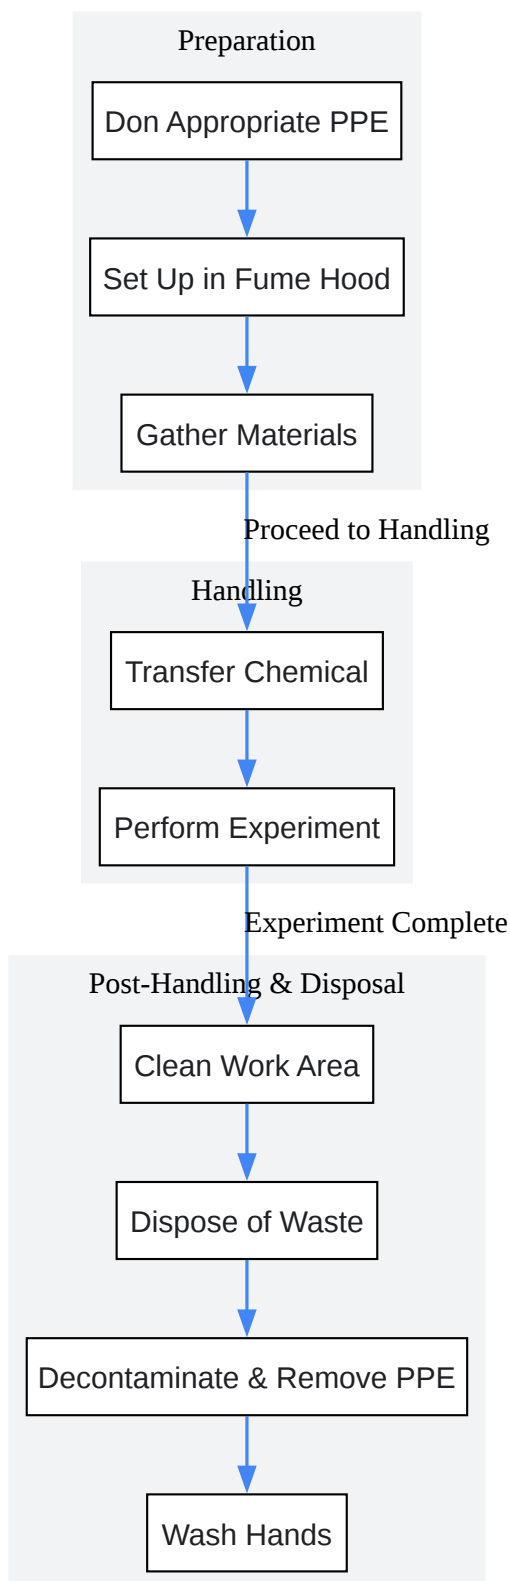 Preparation
Don Appropriate PPE
Set Up in Fume Hood
Gather Materials
Proceed to Handling
Handling
Transfer Chemical
Perform Experiment
Experiment Complete
Post-Handling & Disposal
Clean Work Area
Dispose of Waste
Decontaminate & Remove PPE
Wash Hands